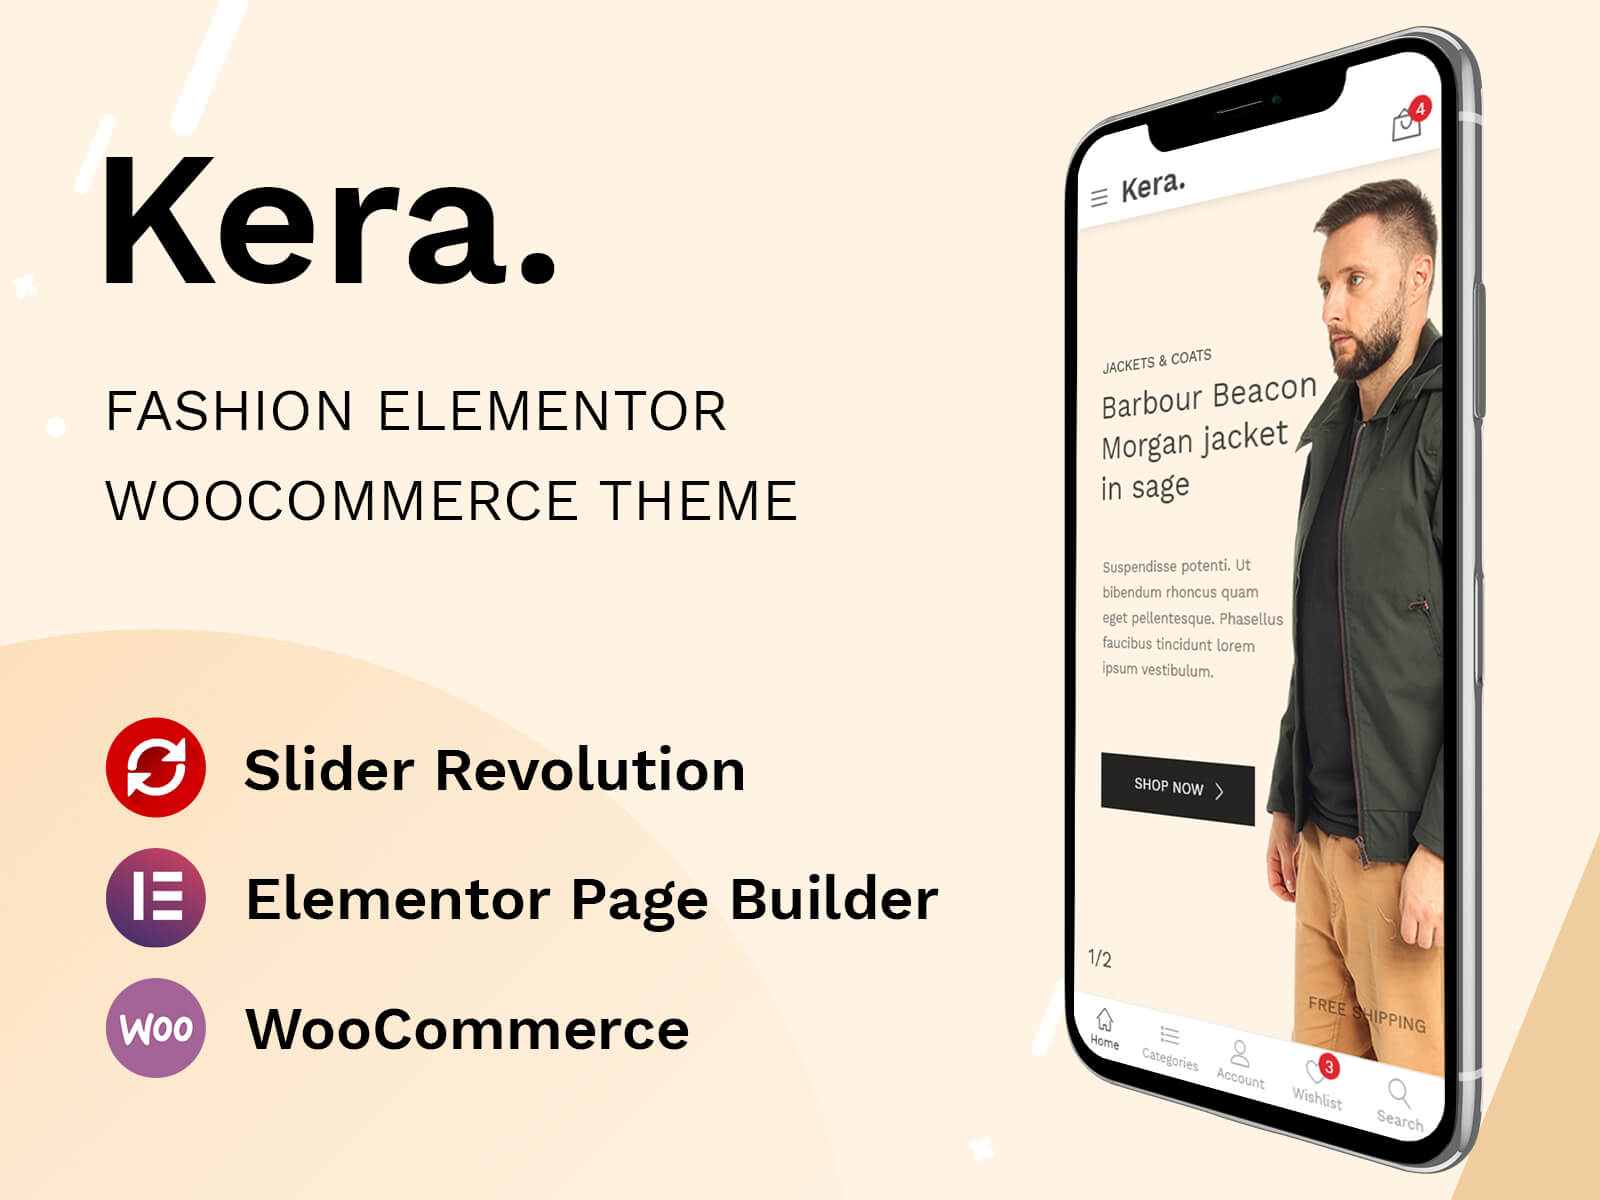 Kera.
FASHION ELEMENTOR
WOOCOMMERCE THEME
Slider Revolution
Elementor Page Builder
WOO
WooCommerce
4
Kera.
JACKETS & COATS
Barbour Beacon
Morgan jacket
in sage
Suspendisse potenti. Ut
bibendum rhoncus quam
eget pellentesque. Phasellus
faucibus tincidunt lorem
ipsum vestibulum.
SHOP NOW
1/2
FREE SHIPPING
Home
Categories
Account
3
Wishlist
Search